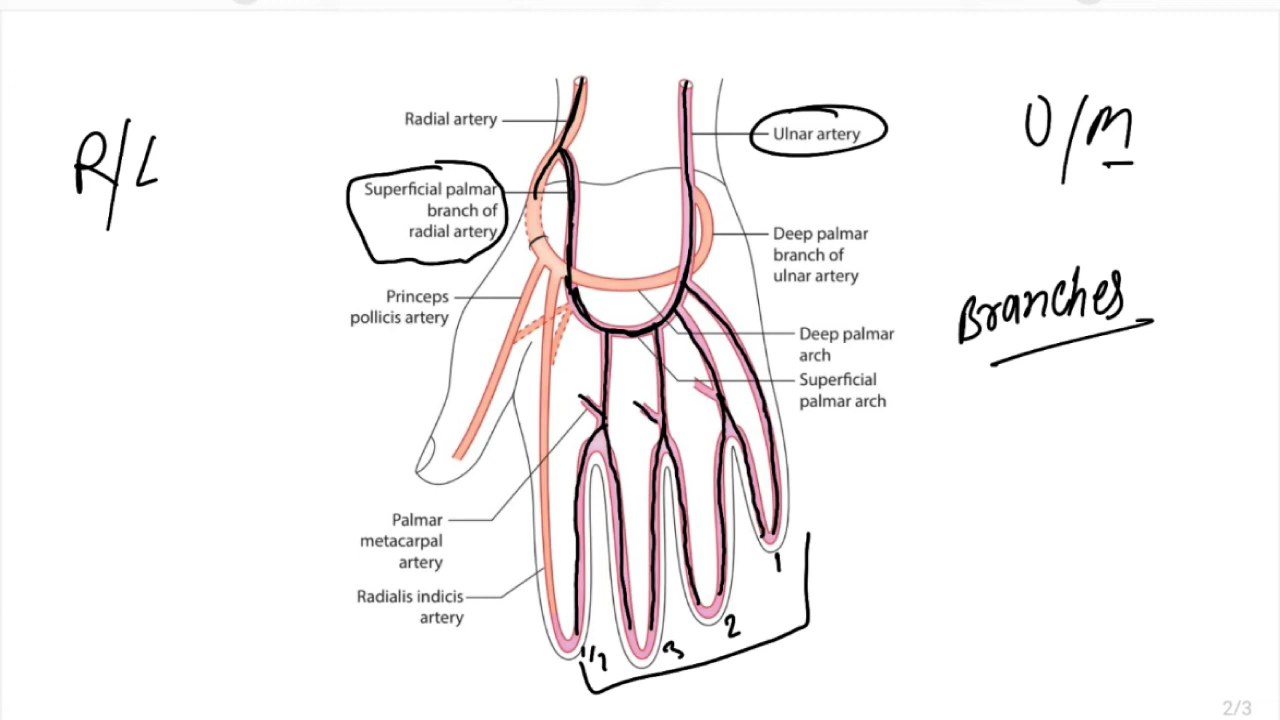 R/L
Radial artery
Superficial palmar
branch of
radial artery
Princeps
pollicis artery
Palmar
metacarpal
artery
Radialis indicis
artery
Ulnar artery
Deep palmar
branch of
ulnar artery
Deep palmar
arch
Superficial
palmar arch
U/M
Branches
1
2
3
1/2
2/3